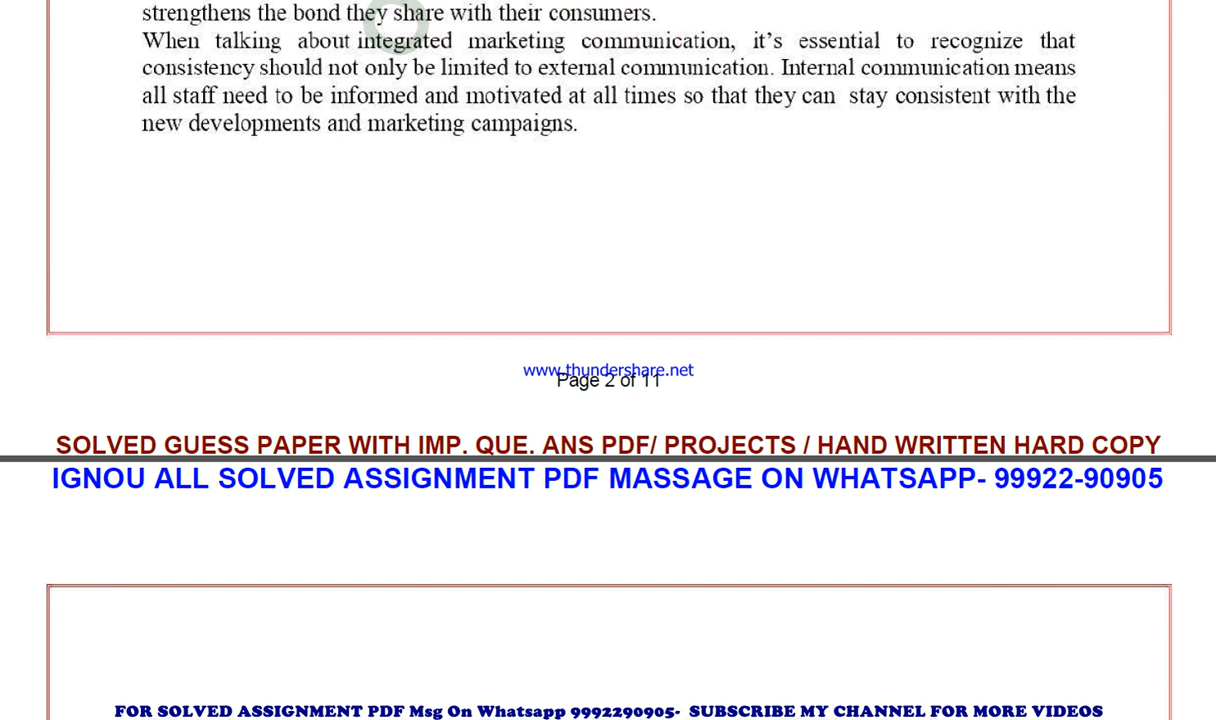 strengthens the bond they share with their consumers.
When talking about integrated marketing communication, it’s essential to recognize that
consistency should not only be limited to external communication. Internal communication means
all staff need to be informed and motivated at all times so that they can stay consistent with the
new developments and marketing campaigns.
www.thundershare.net
Page 2 of 11
SOLVED GUESS PAPER WITH IMP. QUE. ANS PDF/ PROJECTS / HAND WRITTEN HARD COPY
IGNOU ALL SOLVED ASSIGNMENT PDF MASSAGE ON WHATSAPP- 99922-90905
FOR SOLVED ASSIGNMENT PDF Msg On Whatsapp 9992290905- SUBSCRIBE MY CHANNEL FOR MORE VIDEOS